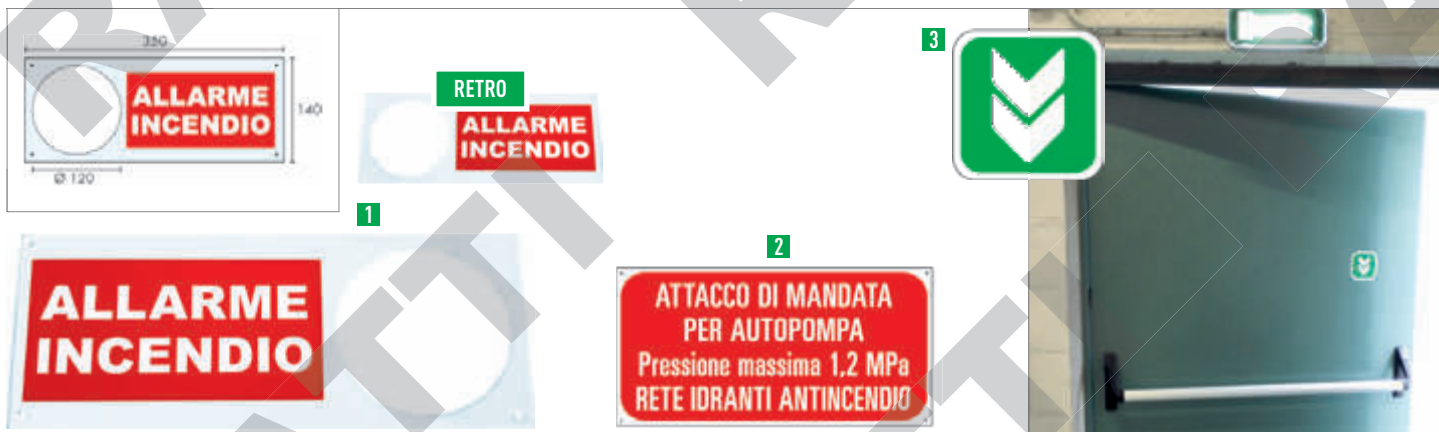 350
ALLARME
INCENDIO
140
Ø 120
RETRO
ALLARME
INCENDIO
1
ALLARME
INCENDIO
2
ATTACCO DI MANDATA
PER AUTOPOMPA
Pressione massima 1,2 MPa
RETE IDRANTI ANTINCENDIO
3